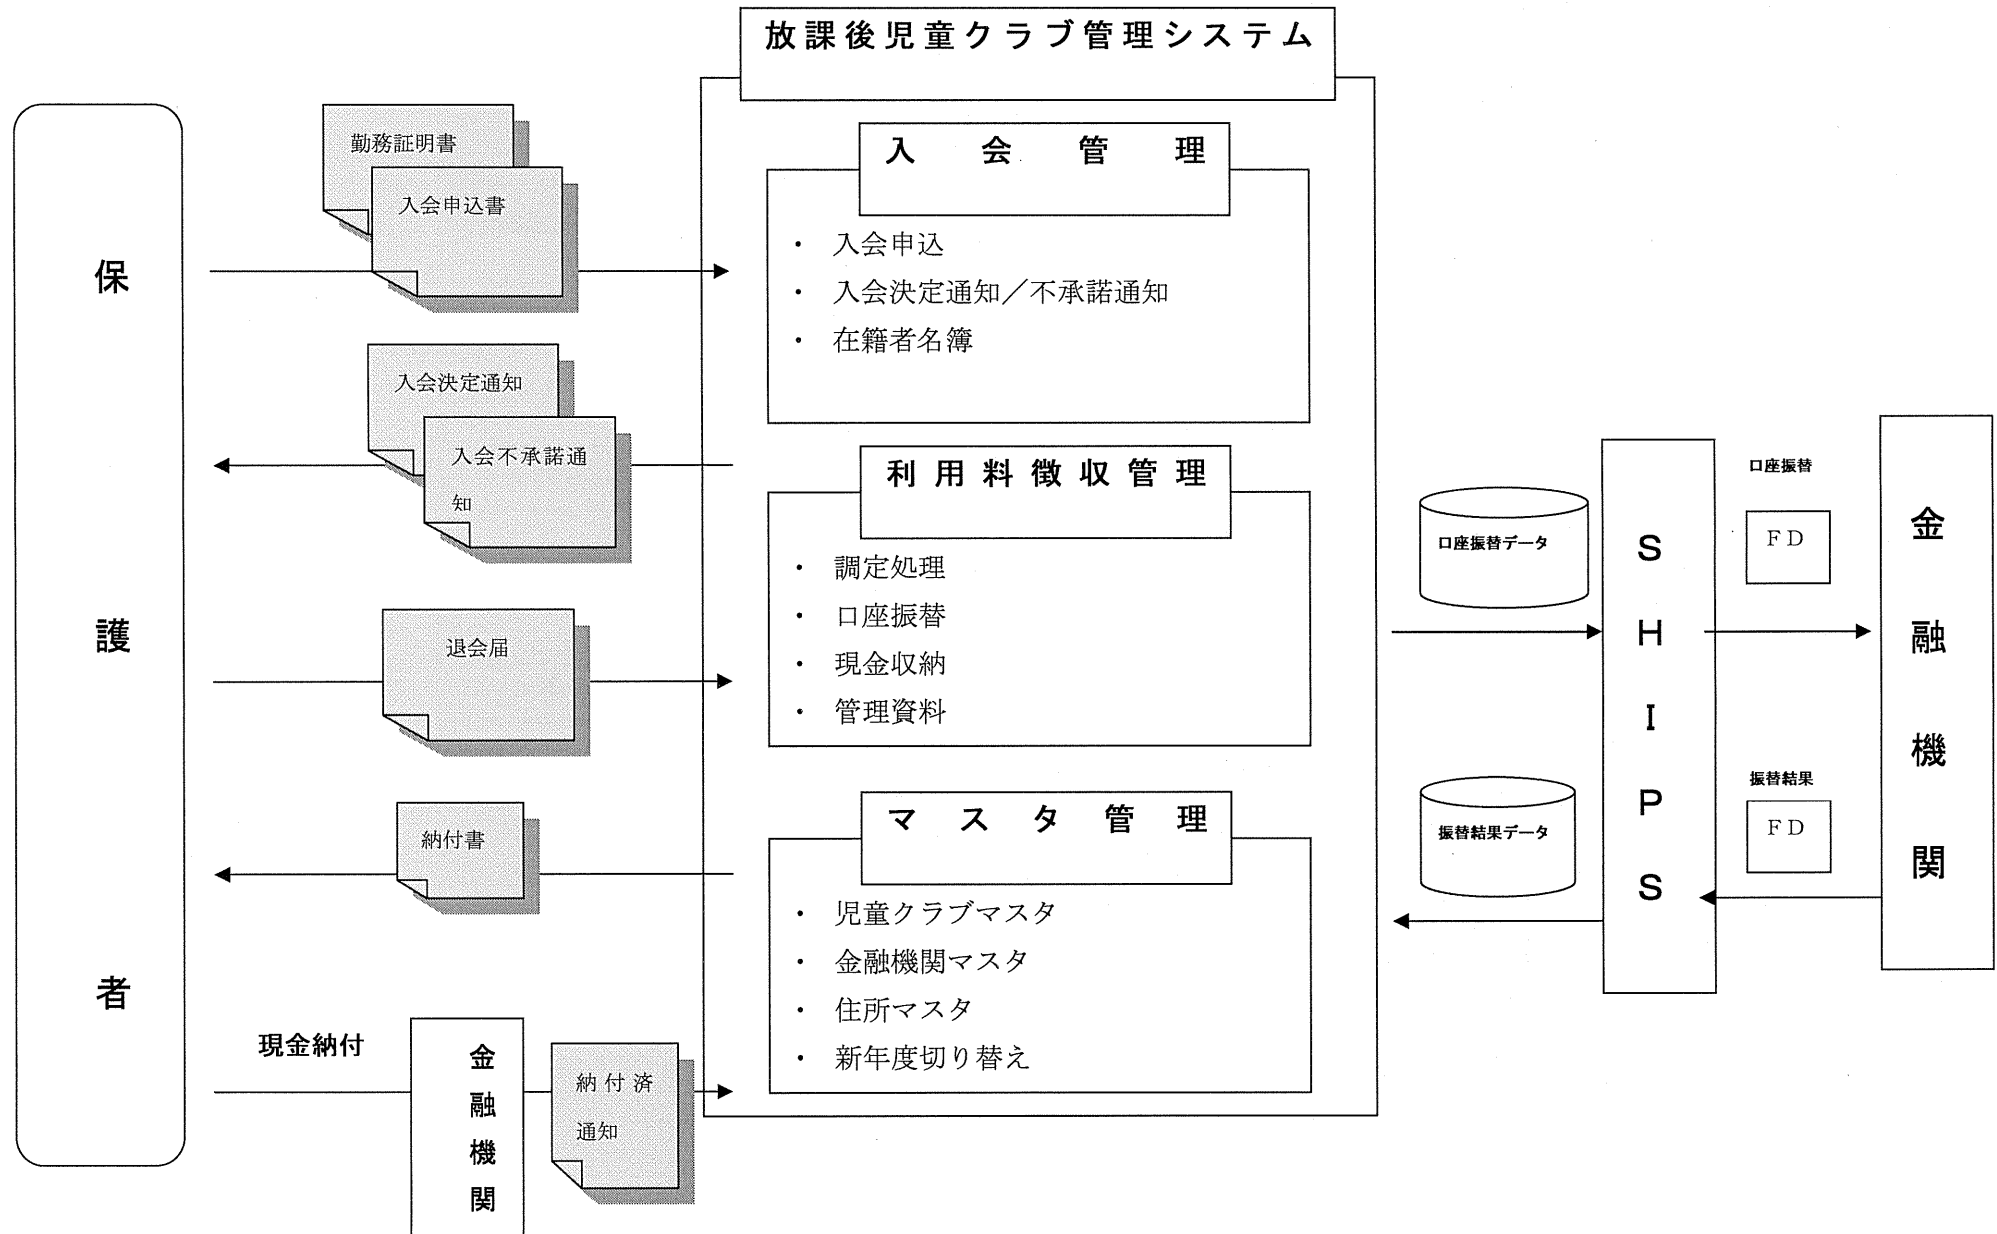 放課後児童クラブ管理システム
保護者
勤務証明書
入会申込書
入会決定通知
入会不承諾通
知
退会届
納付書
現金納付
金融機関
納付済
通知
入会管理
・ 入会申込
・ 入会決定通知／不承諾通知
・ 在籍者名簿
利用料徴収管理
・ 調定処理
・ 口座振替
・ 現金収納
・ 管理資料
マスタ管理
・ 児童クラブマスタ
・ 金融機関マスタ
・ 住所マスタ
・ 新年度切り替え
口座振替データ
振替結果データ
ＳＨＩＰＳ
口座振替
ＦＤ
振替結果
ＦＤ
金融機関